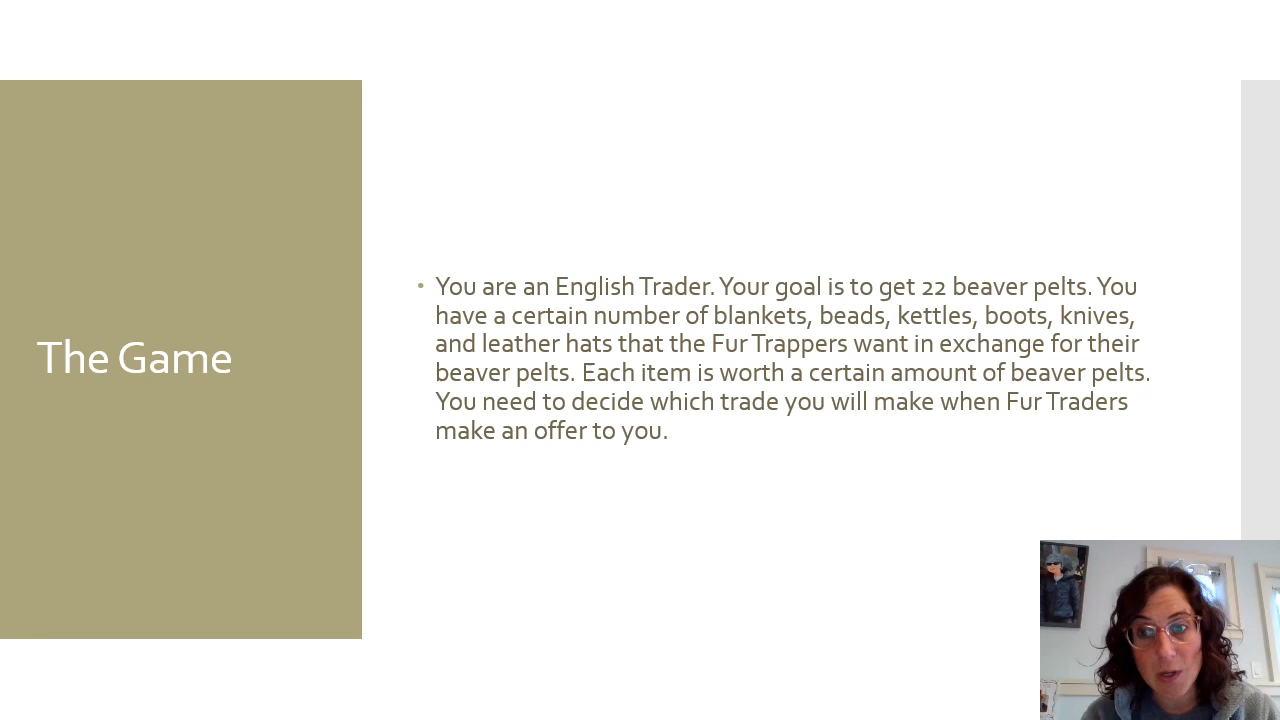 The Game
• You are an English Trader. Your goal is to get 22 beaver pelts. You
have a certain number of blankets, beads, kettles, boots, knives,
and leather hats that the Fur Trappers want in exchange for their
beaver pelts. Each item is worth a certain amount of beaver pelts.
You need to decide which trade you will make when Fur Traders
make an offer to you.